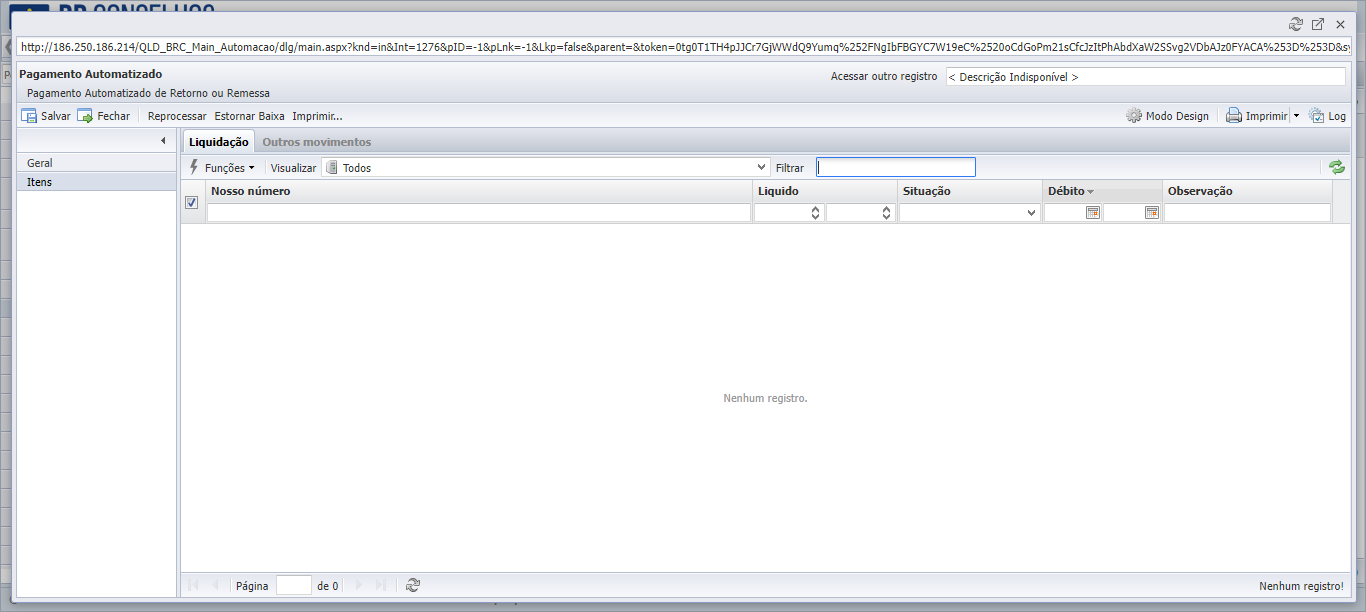 http://186.250.186.214/QLD_BRC_Main_Automacao/dlg/main.aspx?knd=in&Int=1276&pID=-1&pLnk=-1&Lkp=false&parent=&token=0tg0T1TH4pJJCr7GjWWdQ9Yumq%252FNgIbFBGYC7W19eC%2520oCdGoPm21sCfcJzItPhAbdXaW2SSvg2VDbAJz0FYACA%253D%253D&s
Pagamento Automatizado
Acessar outro registro < Descrição Indisponível >
Pagamento Automatizado de Retorno ou Remessa
Salvar Fechar Reprocessar Estornar Baixa Imprimir... Modo Design Imprimir Log
Liquidação Outros movimentos
Geral
Funções Visualizar Todos Filtrar
Itens
Nosso número Liquido Situação Débito Observação
Nenhum registro.
Página de 0 Nenhum registro!